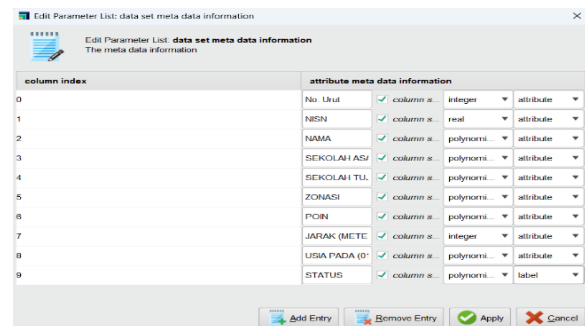 Edit Parameter List: data set meta data information
Edit Parameter List: data set meta data information
The meta data information
column index attribute meta data information
0 No. Urut column s... integer attribute
1 NISN column s... real attribute
2 NAMA column s... polynomi... attribute
3 SEKOLAH ASA column s... polynomi... attribute
4 SEKOLAH TUJ column s... polynomi... attribute
5 ZONASI column s... polynomi... attribute
6 POIN column s... polynomi... attribute
7 JARAK (METE column s... integer attribute
8 USIA PADA (0 column s... polynomi... attribute
9 STATUS column s... polynomi... label
Add Entry Remove Entry Apply Cancel